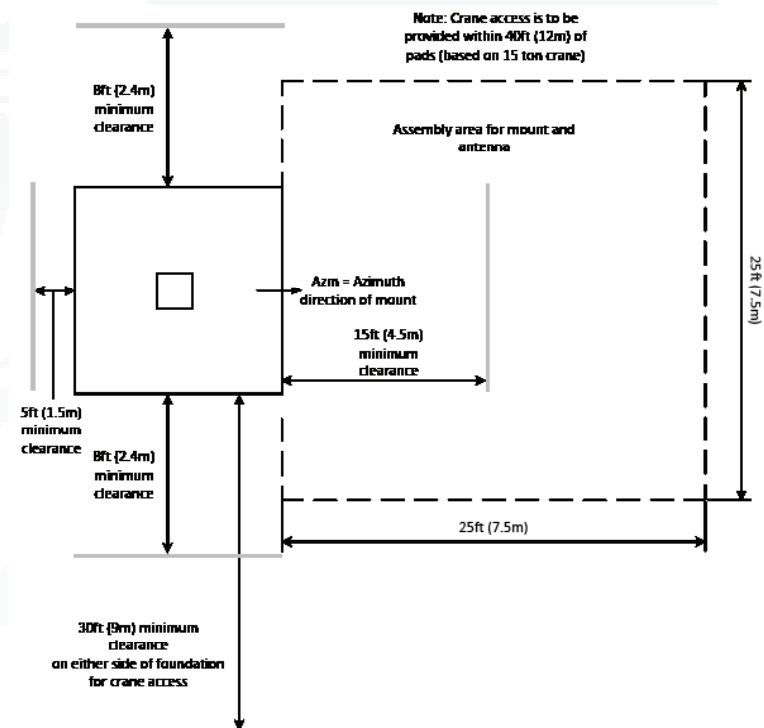 Note: Crane access is to be
provided within 40ft (12m) of
pads (based on 15 ton crane)
8ft (2.4m)
minimum
clearance
Assembly area for mount and
antenna
Azm = Azimuth
direction of mount
25ft (7.5m)
15ft (4.5m)
minimum
clearance
5ft (1.5m)
minimum
clearance
8ft (2.4m)
minimum
clearance
25ft (7.5m)
30ft (9m) minimum
clearance
on either side of foundation
for crane access